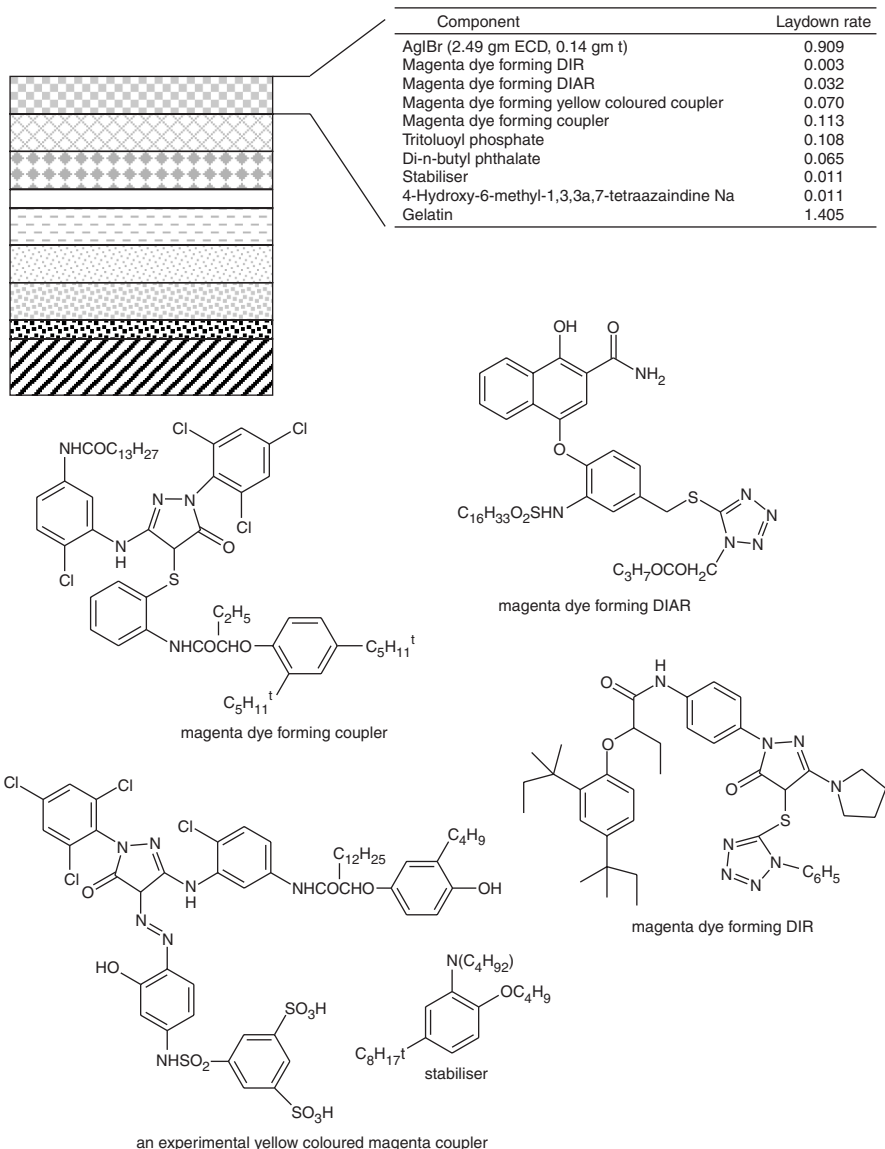 Component Laydown rate
AgIBr (2.49 gm ECD, 0.14 gm t) 0.909
Magenta dye forming DIR 0.003
Magenta dye forming DIAR 0.032
Magenta dye forming yellow coloured coupler 0.070
Magenta dye forming coupler 0.113
Tritoluoyl phosphate 0.108
Di-n-butyl phthalate 0.065
Stabiliser 0.011
4-Hydroxy-6-methyl-1,3,3a,7-tetraazaindine Na 0.011
Gelatin 1.405
OH O
NH2
O
C16H33O2SHN
S N N N N
C3H7OCOH2C
magenta dye forming DIAR
NHCOC13H27
Cl Cl
N N
Cl
N H
O
Cl
S
C2H5
NHCOCHO
C5H11t
C5H11t
magenta dye forming coupler
H
O N
O
N N
O
N
S
N N N N
C6H5
magenta dye forming DIR
Cl Cl
Cl
N N
Cl
O
N H
C12H25
NHCOCHO
C4H9
OH
N N
HO
NHSO2
SO3H
SO3H
an experimental yellow coloured magenta coupler
N(C4H92)
OC4H9
C8H17t
stabiliser